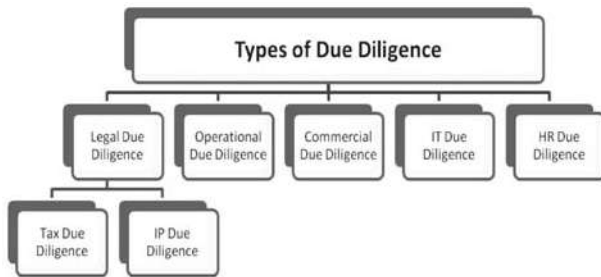 Types of Due Diligence
Legal Due
Diligence
Operational
Due Diligence
Commercial
Due Diligence
IT Due
Diligence
HR Due
Diligence
Tax Due
Diligence
IP Due
Diligence